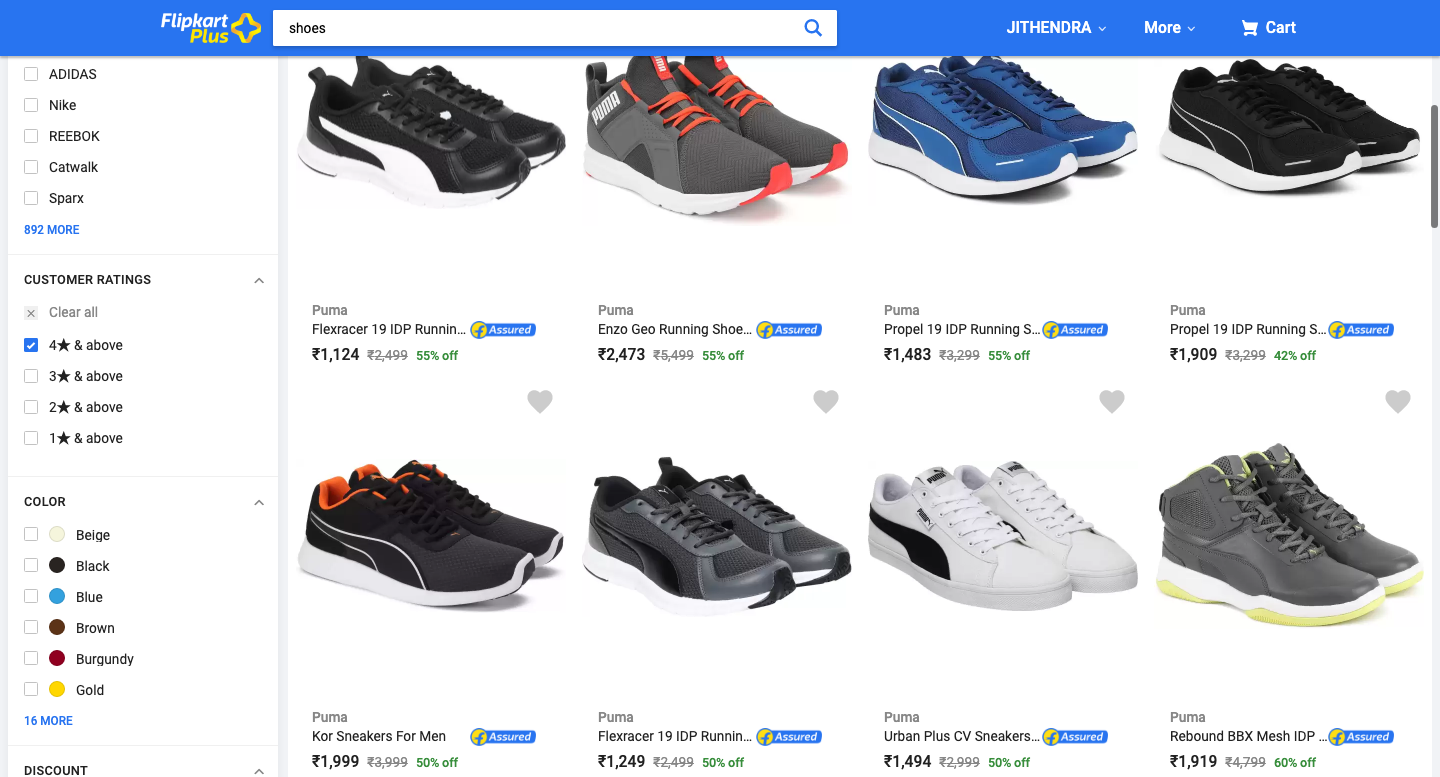 Flipkart
Plus
shoes
JITHENDRA
More
Cart
ADIDAS
Nike
REEBOK
Catwalk
Sparx
892 MORE
CUSTOMER RATINGS
Clear all
4★ & above
3★ & above
2★ & above
1★ & above
COLOR
Beige
Black
Blue
Brown
Burgundy
Gold
16 MORE
DISCOUNT
PUMA
PUMA
Puma
Flexracer 19 IDP Runnin... Assured
₹1,124 ₹2,499 55% off
Puma
Enzo Geo Running Shoe... Assured
₹2,473 ₹5,499 55% off
Puma
Propel 19 IDP Running S... Assured
₹1,483 ₹3,299 55% off
Puma
Propel 19 IDP Running S... Assured
₹1,909 ₹3,299 42% off
PUMA
PUMA
PUMA
Puma
Kor Sneakers For Men Assured
₹1,999 ₹3,999 50% off
Puma
Flexracer 19 IDP Runnin... Assured
₹1,249 ₹2,499 50% off
Puma
Urban Plus CV Sneakers... Assured
₹1,494 ₹2,999 50% off
Puma
Rebound BBX Mesh IDP ... Assured
₹1,919 ₹4,799 60% off